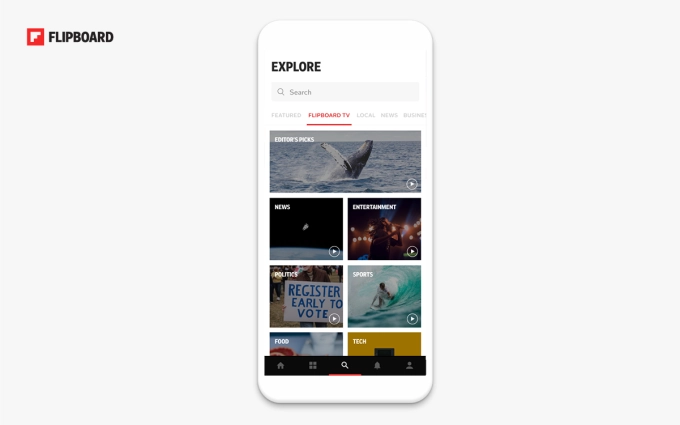 FLIPBOARD
EXPLORE
Search
FEATURED FLIPBOARD TV LOCAL NEWS BUSINE
EDITOR'S PICKS
NEWS
ENTERTAINMENT
POLITICS
REGISTER
EARLY TO
VOTE
SPORTS
FOOD
TECH